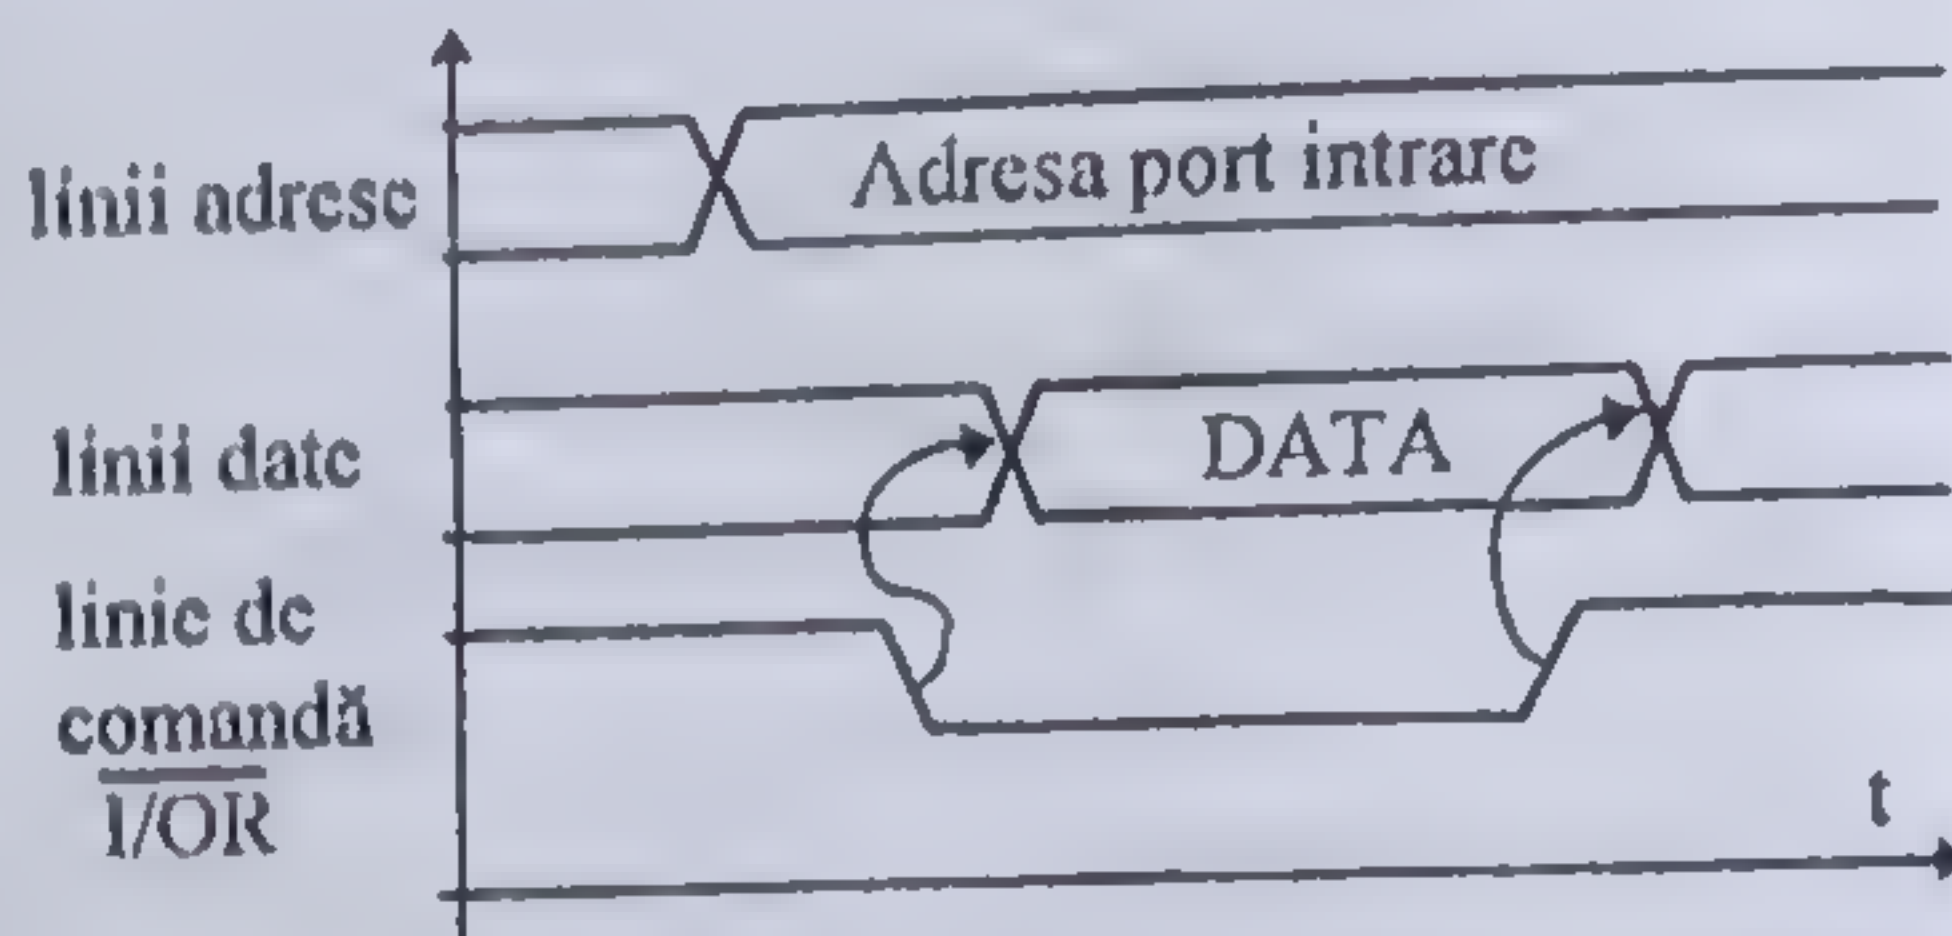 linii adrese
Adresa port intrare
linii date
DATA
linie de
comandă
I/OR
t